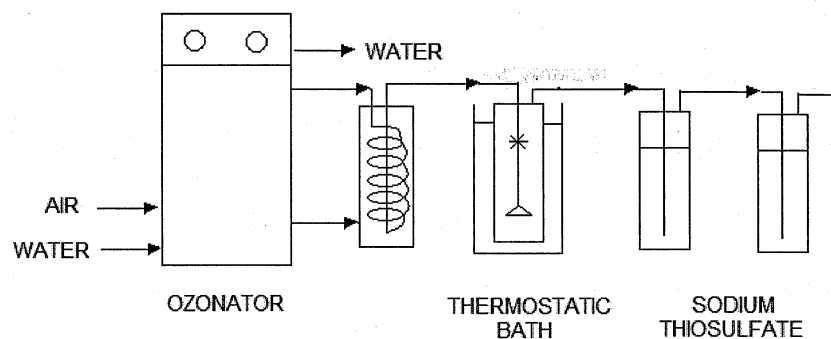 WATER
AIR
WATER
OZONATOR
THERMOSTATIC
BATH
SODIUM
THIOSULFATE